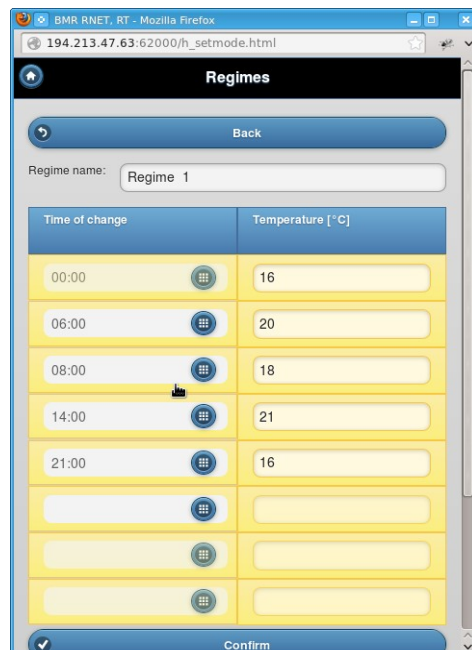 BMR RNET, RT - Mozilla Firefox
194.213.47.63:62000/h_setmode.html
Regimes
Back
Regime name: Regime 1
Time of change Temperature [°C]
00:00 16
06:00 20
08:00 18
14:00 21
21:00 16
Confirm